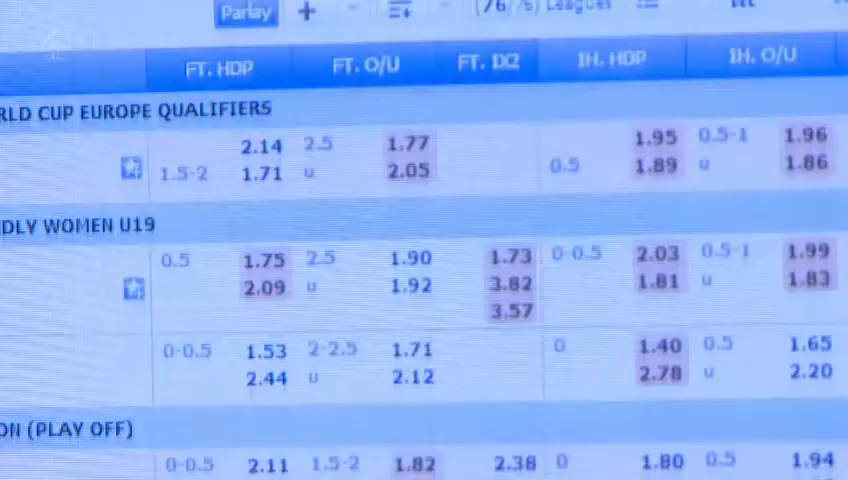 Parlay + (76/76) Leagues
FT. HDP FT. O/U FT. 1X2 1H. HDP 1H. O/U
RLD CUP EUROPE QUALIFIERS
2.14 2.5 1.77 1.95 0.5-1 1.96
1.5-2 1.71 u 2.05 0.5 1.89 u 1.86
DLY WOMEN U19
0.5 1.75 2.5 1.90 1.73 0-0.5 2.03 0.5-1 1.99
2.09 u 1.92 3.82 1.81 u 1.83
3.57
0-0.5 1.53 2-2.5 1.71 0 1.40 0.5 1.65
2.44 u 2.12 2.78 u 2.20
ON (PLAY OFF)
0-0.5 2.11 1.5-2 1.82 2.38 0 1.80 0.5 1.94